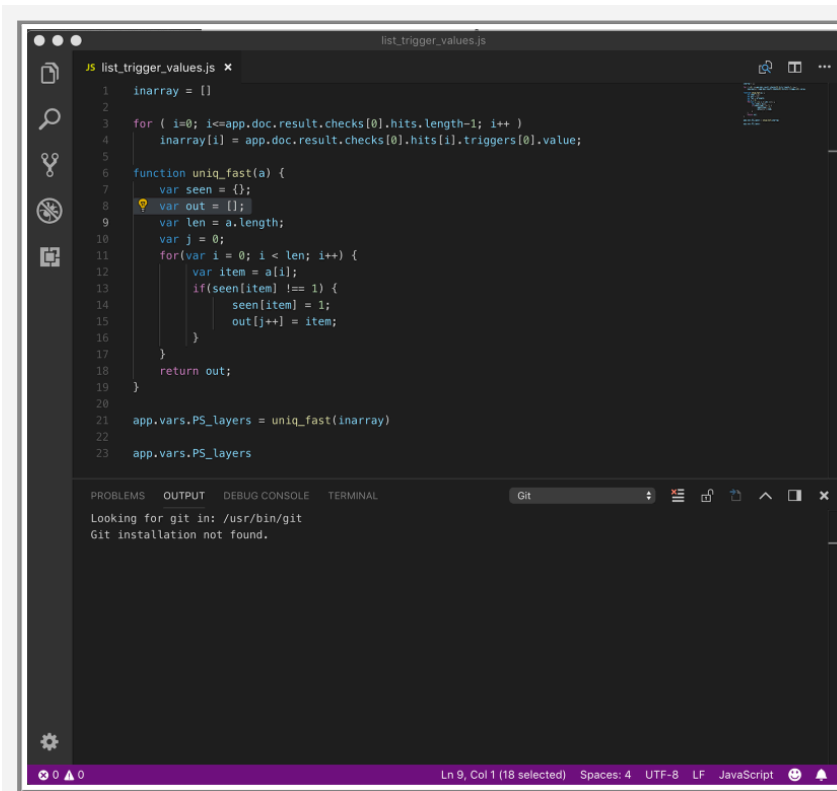 list_trigger_values.js
JS list_trigger_values.js ×
1 inarray = []
2
3 for ( i=0; i<=app.doc.result.checks[0].hits.length-1; i++ )
4     inarray[i] = app.doc.result.checks[0].hits[i].triggers[0].value;
5
6 function uniq_fast(a) {
7     var seen = {};
8     var out = [];
9     var len = a.length;
10     var j = 0;
11     for(var i = 0; i < len; i++) {
12         var item = a[i];
13         if(seen[item] !== 1) {
14             seen[item] = 1;
15             out[j++] = item;
16         }
17     }
18     return out;
19 }
20
21 app.vars.PS_layers = uniq_fast(inarray)
22
23 app.vars.PS_layers
PROBLEMS OUTPUT DEBUG CONSOLE TERMINAL Git
Looking for git in: /usr/bin/git
Git installation not found.
0 0 Ln 9, Col 1 (18 selected) Spaces: 4 UTF-8 LF JavaScript